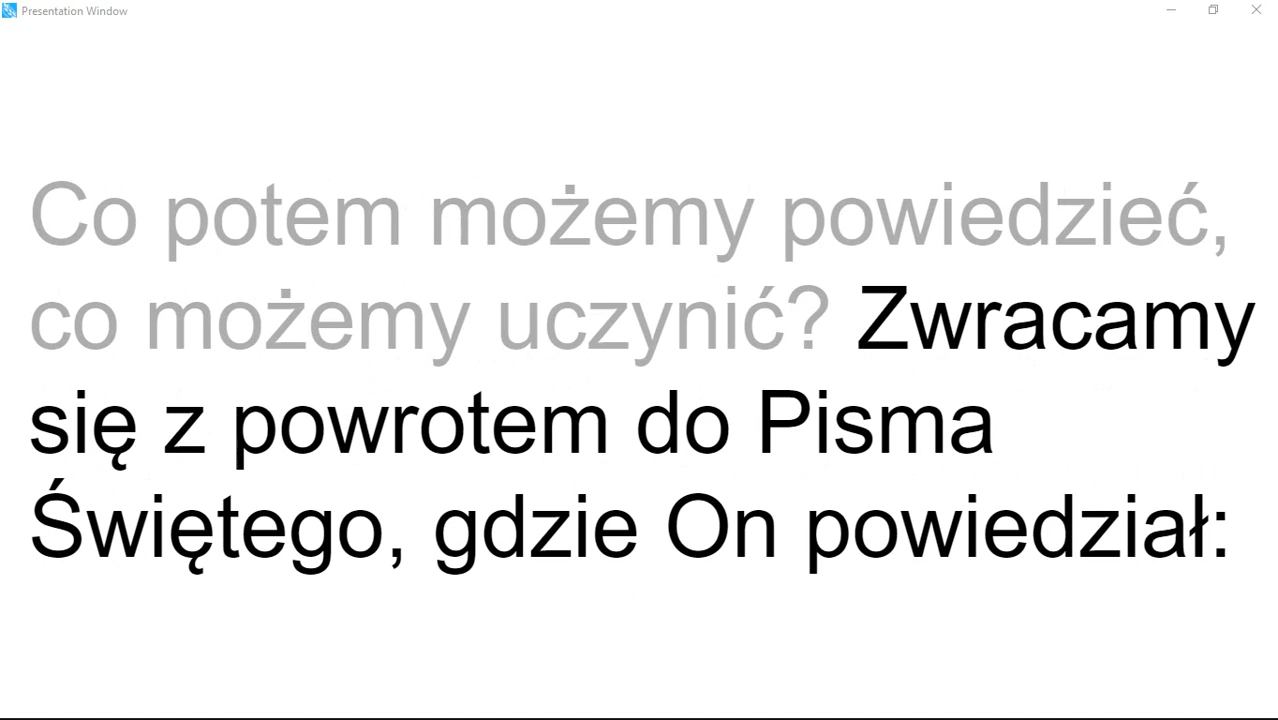 Presentation Window
Co potem możemy powiedzieć,
co możemy uczynić? Zwracamy
się z powrotem do Pisma
Świętego, gdzie On powiedział: